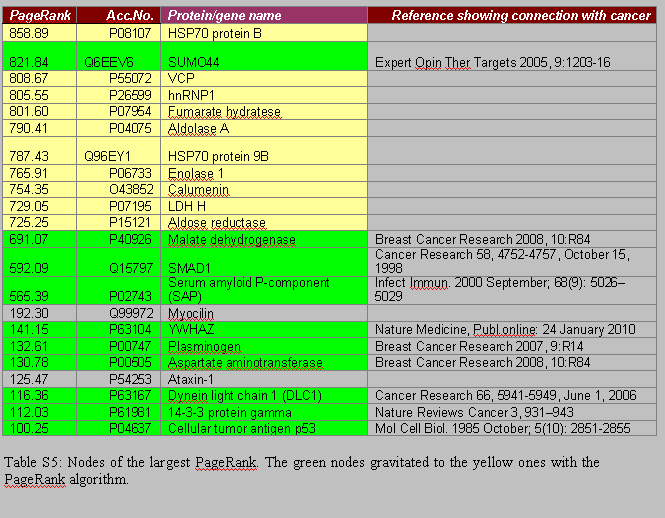 PageRank Acc.No. Protein/gene name Reference showing connection with cancer
858.89 P08107 HSP70 protein B
821.84 Q6EEV6 SUMO44 Expert Opin Ther Targets 2005, 9:1203-16
808.67 P55072 VCP
805.55 P26599 hnRNP1
801.60 P07954 Fumarate hydratese
790.41 P04075 Aldolase A
787.43 Q96EY1 HSP70 protein 9B
765.91 P06733 Enolase 1
754.35 O43852 Calumenin
729.05 P07195 LDH H
725.25 P15121 Aldose reductase
691.07 P40926 Malate dehydrogenase Breast Cancer Research 2008, 10:R84
592.09 Q15797 SMAD1 Cancer Research 58, 4752-4757, October 15,
1998
565.39 P02743 Serum amyloid P-component
(SAP) Infect Immun. 2000 September; 68(9): 5026–
5029
192.30 Q99972 Myocilin
141.15 P63104 YWHAZ Nature Medicine, Publ.online: 24 January 2010
132.61 P00747 Plasminogen Breast Cancer Research 2007, 9:R14
130.78 P00505 Aspartate aminotransferase Breast Cancer Research 2008, 10:R84
125.47 P54253 Ataxin-1
116.36 P63167 Dynein light chain 1 (DLC1) Cancer Research 66, 5941-5949, June 1, 2006
112.03 P61981 14-3-3 protein gamma Nature Reviews Cancer 3, 931–943
100.25 P04637 Cellular tumor antigen p53 Mol Cell Biol. 1985 October; 5(10): 2851-2855
Table S5: Nodes of the largest PageRank. The green nodes gravitated to the yellow ones with the
PageRank algorithm.